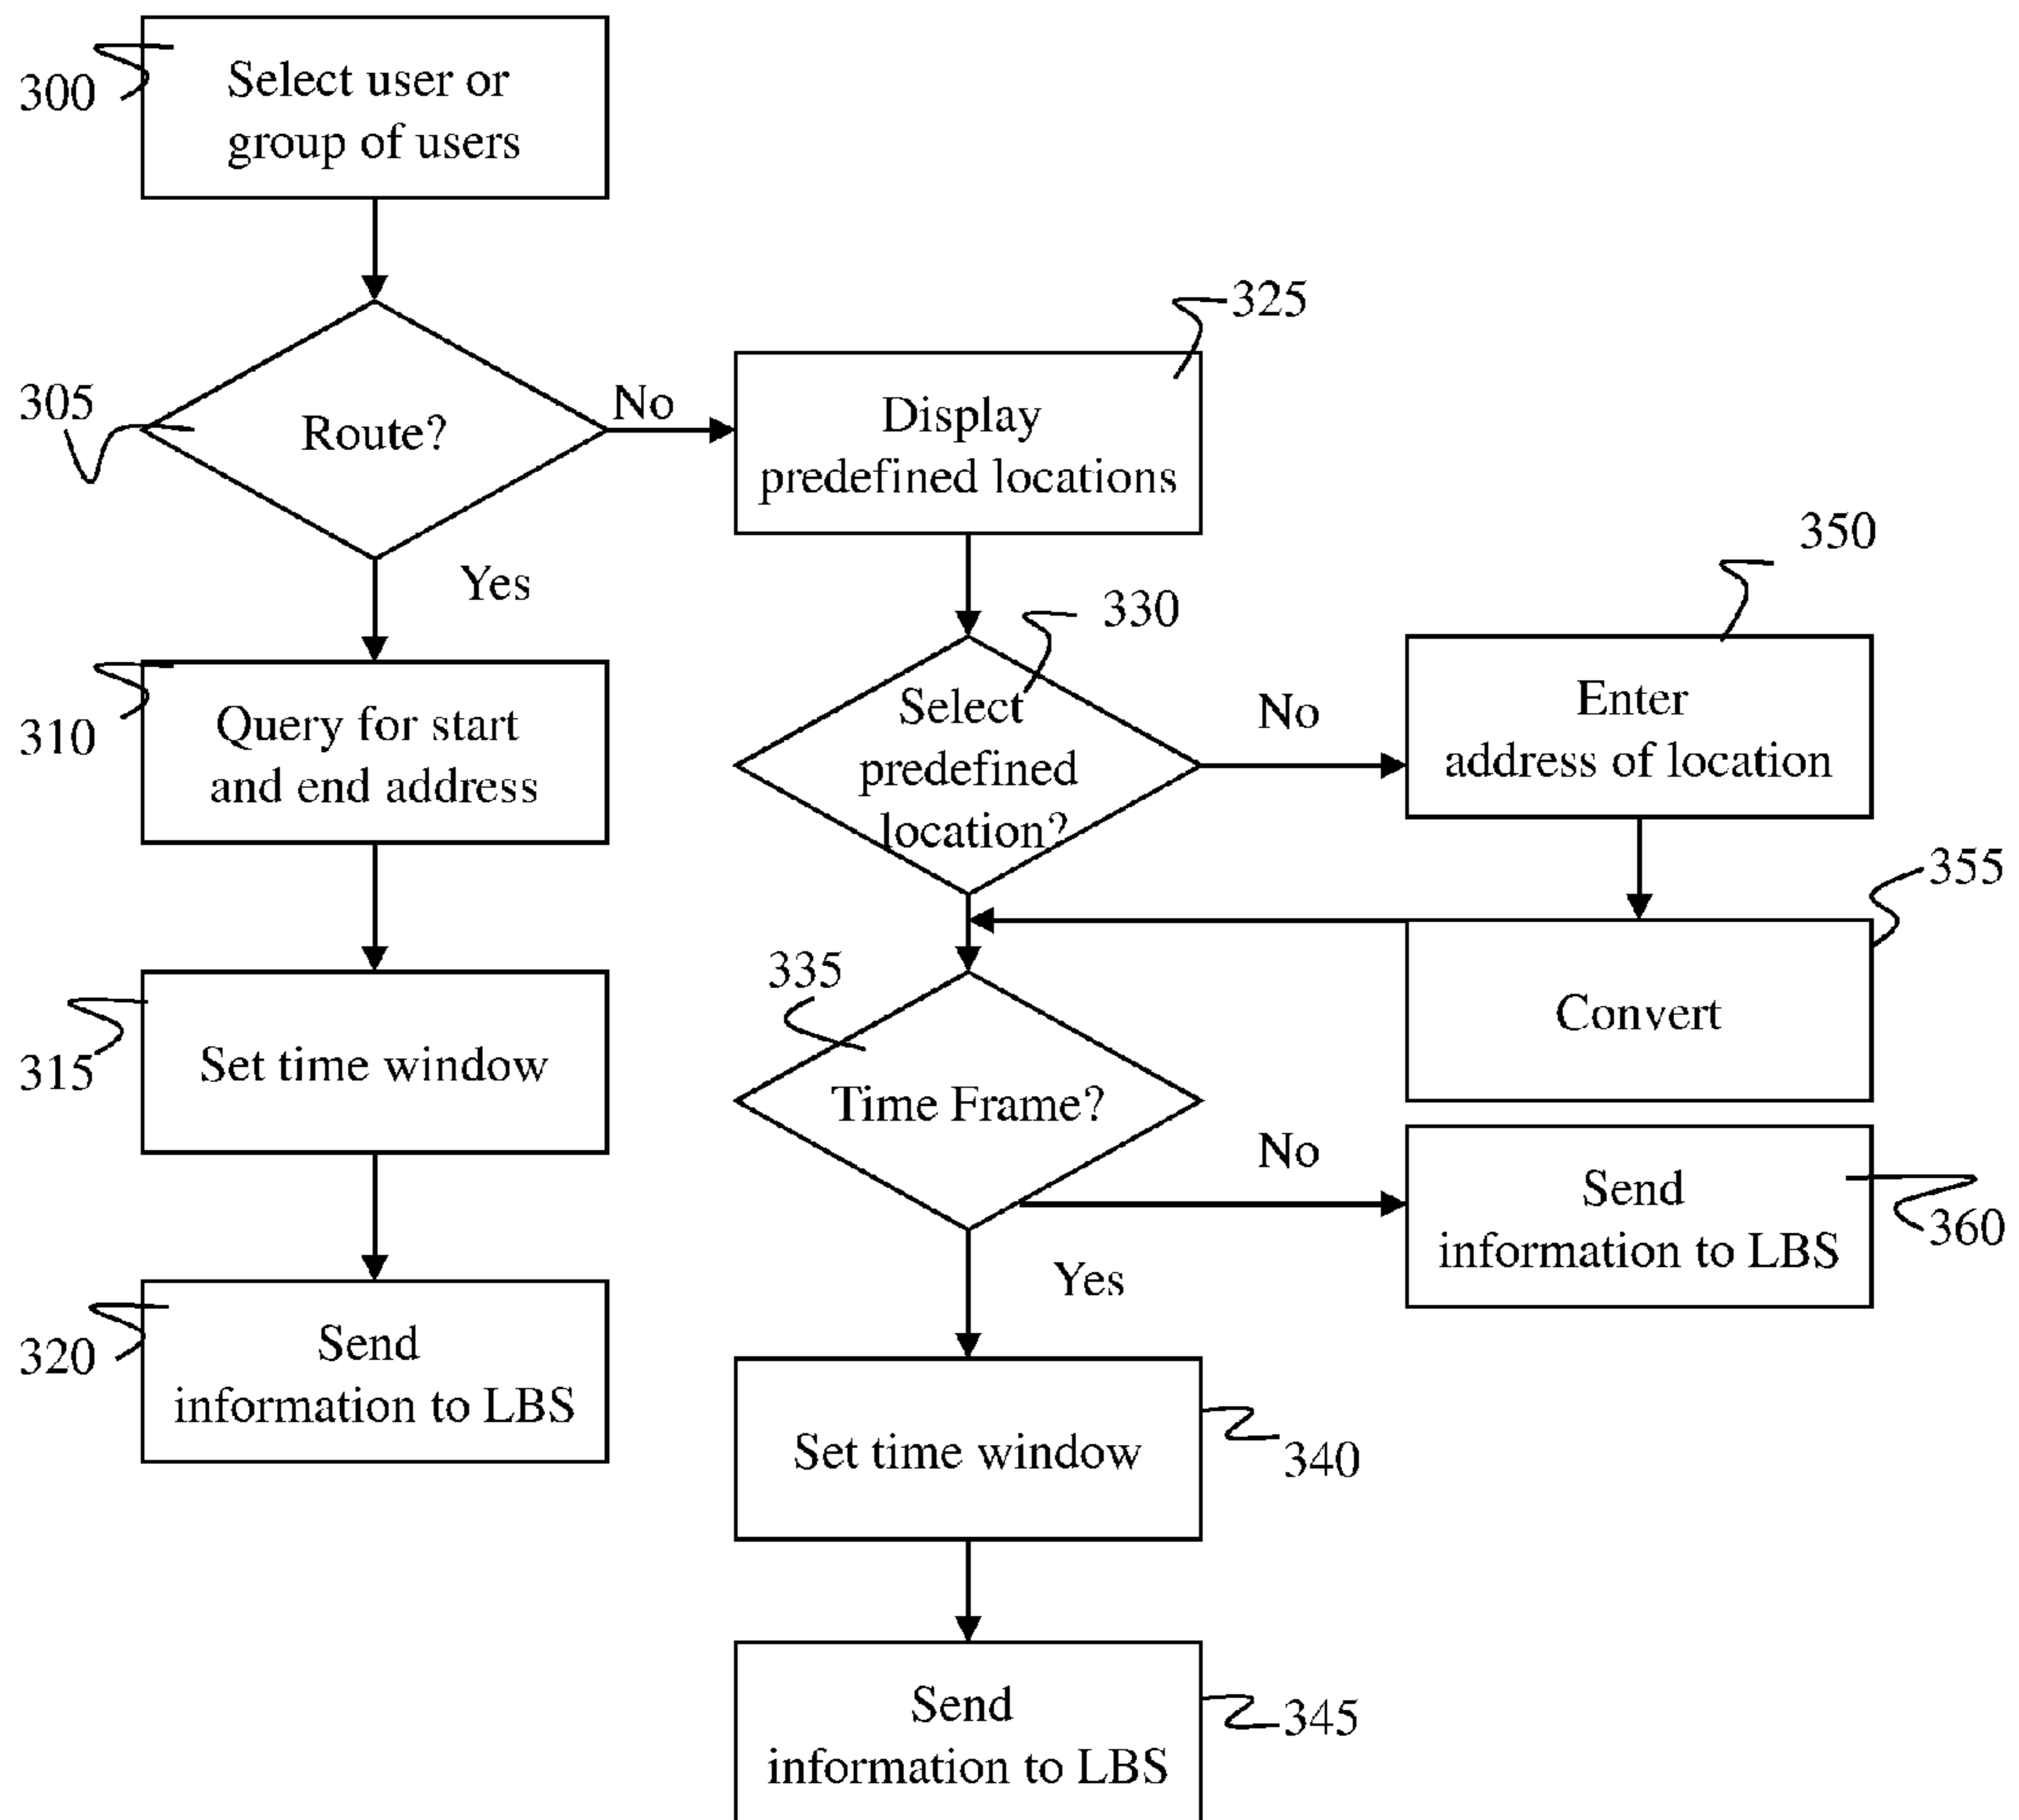 300
Select user or
group of users
305
Route?
No
Yes
310
Query for start
and end address
315
Set time window
320
Send
information to LBS
325
Display
predefined locations
330
Select
predefined
location?
No
350
Enter
address of location
355
Convert
335
Time Frame?
No
Yes
Send
information to LBS
360
Set time window
340
Send
information to LBS
345